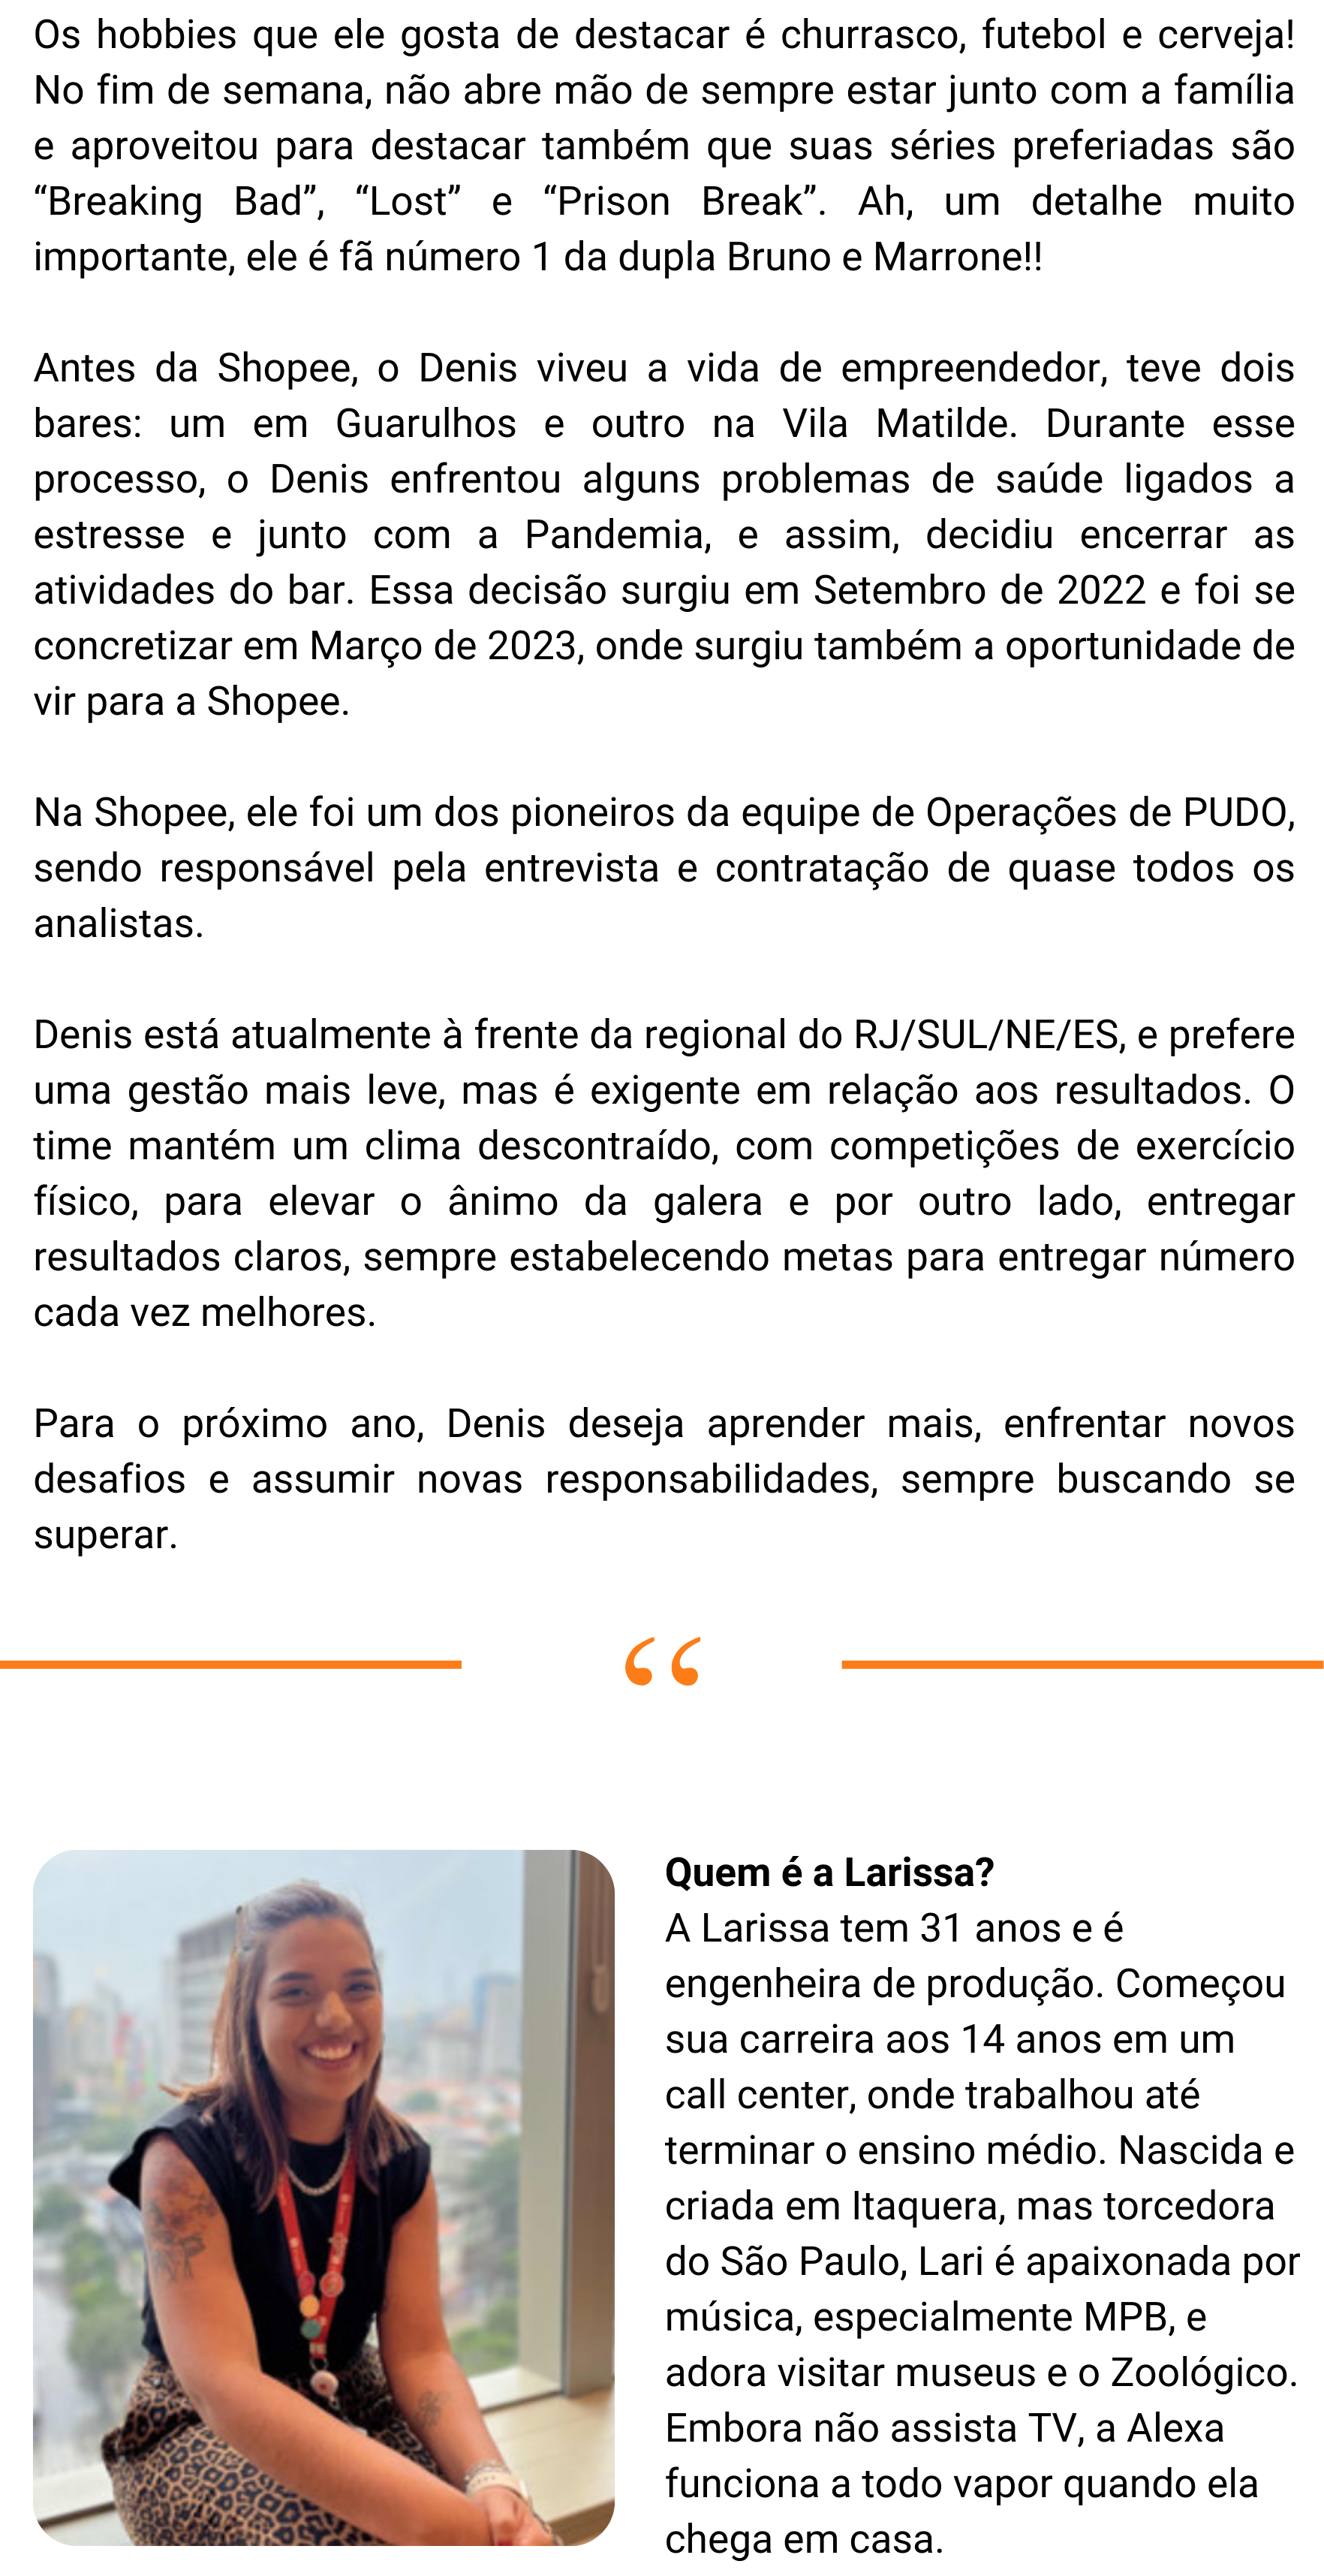 Os hobbies que ele gosta de destacar é churrasco, futebol e cerveja!
No fim de semana, não abre mão de sempre estar junto com a família
e aproveitou para destacar também que suas séries preferiadas são
“Breaking Bad”, “Lost” e “Prison Break”. Ah, um detalhe muito
importante, ele é fã número 1 da dupla Bruno e Marrone!!
Antes da Shopee, o Denis viveu a vida de empreendedor, teve dois
bares: um em Guarulhos e outro na Vila Matilde. Durante esse
processo, o Denis enfrentou alguns problemas de saúde ligados a
estresse e junto com a Pandemia, e assim, decidiu encerrar as
atividades do bar. Essa decisão surgiu em Setembro de 2022 e foi se
concretizar em Março de 2023, onde surgiu também a oportunidade de
vir para a Shopee.
Na Shopee, ele foi um dos pioneiros da equipe de Operações de PUDO,
sendo responsável pela entrevista e contratação de quase todos os
analistas.
Denis está atualmente à frente da regional do RJ/SUL/NE/ES, e prefere
uma gestão mais leve, mas é exigente em relação aos resultados. O
time mantém um clima descontraído, com competições de exercício
físico, para elevar o ânimo da galera e por outro lado, entregar
resultados claros, sempre estabelecendo metas para entregar número
cada vez melhores.
Para o próximo ano, Denis deseja aprender mais, enfrentar novos
desafios e assumir novas responsabilidades, sempre buscando se
superar.
“
Quem é a Larissa?
A Larissa tem 31 anos e é
engenheira de produção. Começou
sua carreira aos 14 anos em um
call center, onde trabalhou até
terminar o ensino médio. Nascida e
criada em Itaquera, mas torcedora
do São Paulo, Lari é apaixonada por
música, especialmente MPB, e
adora visitar museus e o Zoológico.
Embora não assista TV, a Alexa
funciona a todo vapor quando ela
chega em casa.